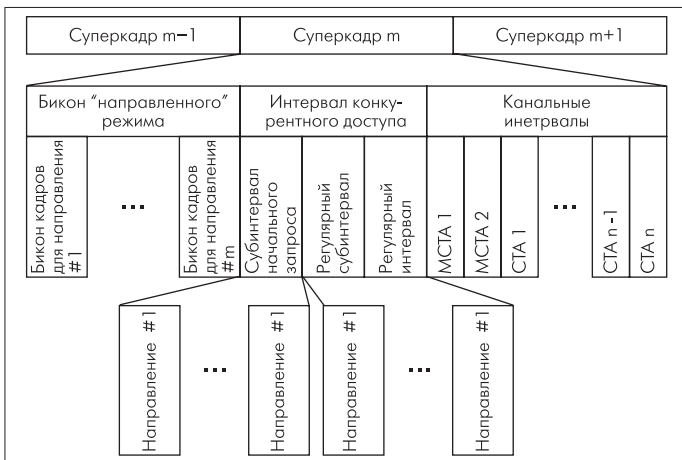 Суперкадр m−1
Суперкадр m
Суперкадр m+1
Бикон "направленного"
режима
Интервал конку-
рентного доступа
Канальные
инетрвалы
Бикон кадров
для направления
#1
...
Бикон кадров
для направления
#m
Субинтервал
начального
запроса
Регулярный
субинтервал
Регулярный
интервал
МСТА 1
МСТА 2
СТА 1
...
СТА n -1
СТА n
Направление #1
...
Направление #1
Направление #1
...
Направление #1